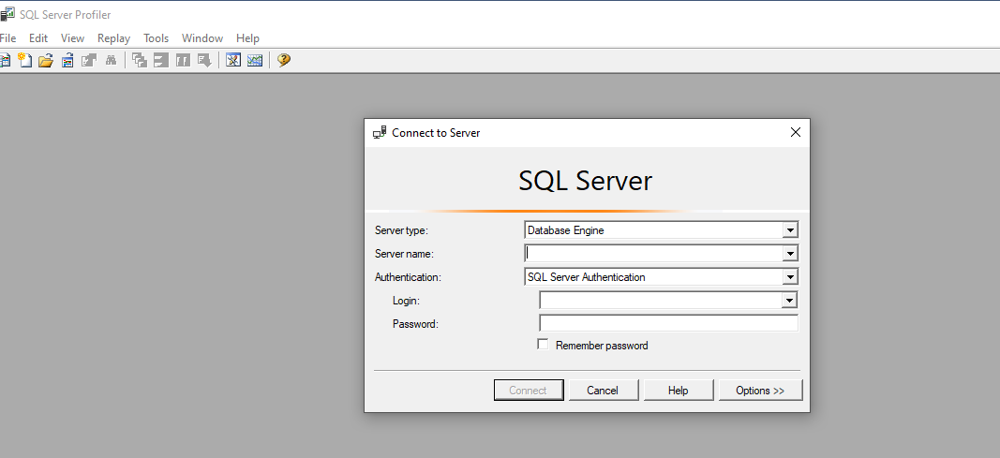 SQL Server Profiler
File Edit View Replay Tools Window Help
Connect to Server
SQL Server
Server type: Database Engine
Server name:
Authentication: SQL Server Authentication
Login:
Password:
Remember password
Connect Cancel Help Options >>